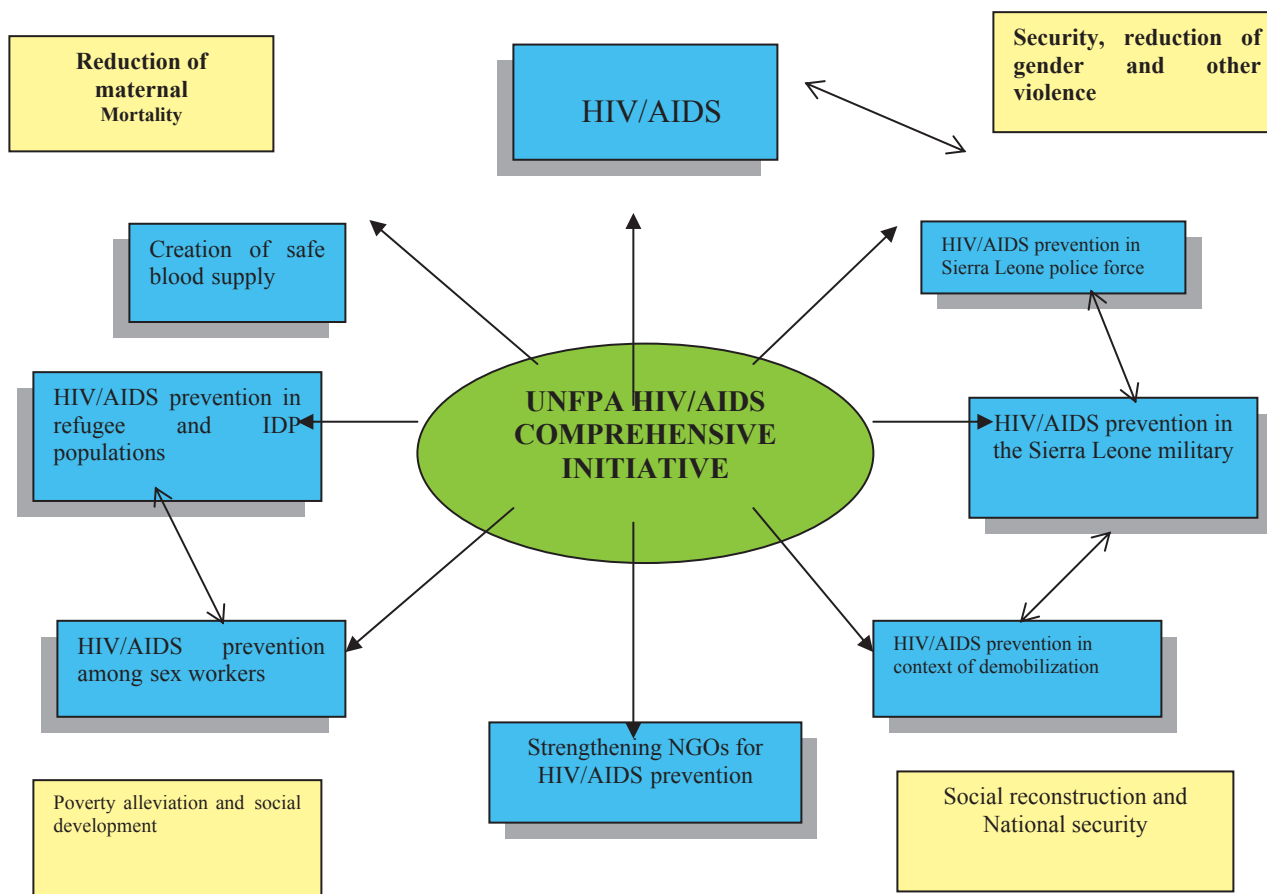 Reduction of
maternal
Mortality
HIV/AIDS
Security, reduction of
gender and other
violence
Creation of safe
blood supply
HIV/AIDS prevention in
Sierra Leone police force
HIV/AIDS prevention in
refugee and IDP
populations
UNFPA HIV/AIDS
COMPREHENSIVE
INITIATIVE
HIV/AIDS prevention in
the Sierra Leone military
HIV/AIDS prevention
among sex workers
HIV/AIDS prevention in
context of demobilization
Strengthening NGOs for
HIV/AIDS prevention
Poverty alleviation and social
development
Social reconstruction and
National security